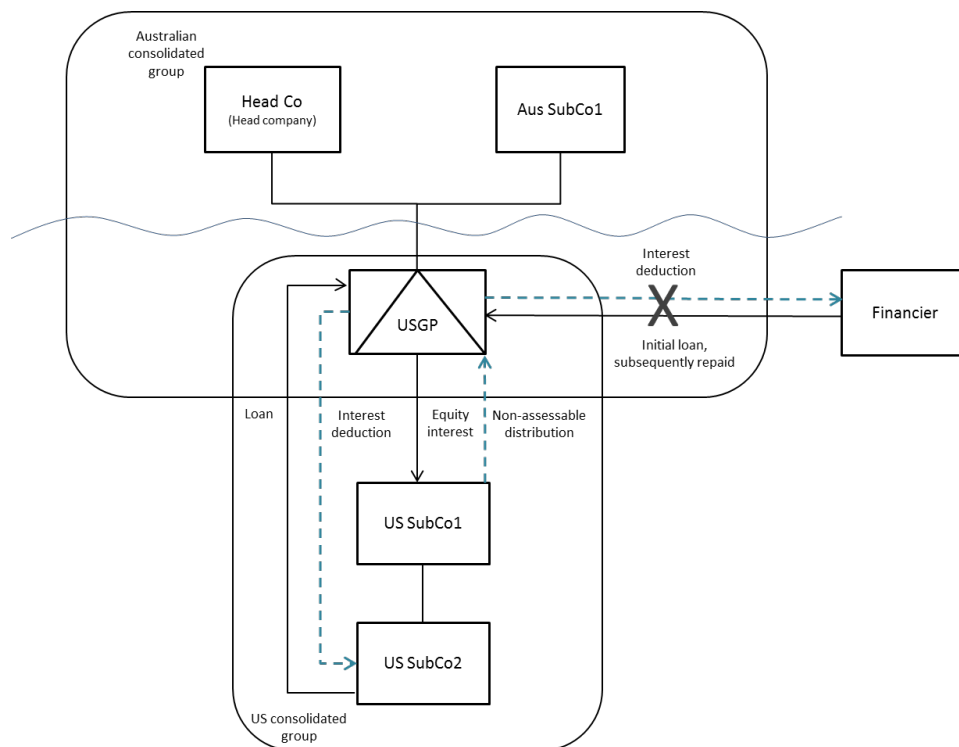 Australian
consolidated
group
Head Co
(Head company)
Aus SubCo1
Interest
deduction
USGP
X
Financier
Initial loan,
subsequently repaid
Loan
Interest
deduction
Equity
interest
Non-assessable
distribution
US SubCo1
US SubCo2
US consolidated
group